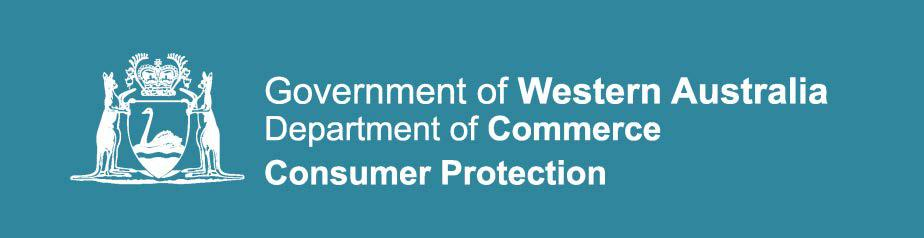 Government of Western Australia
Department of Commerce
Consumer Protection